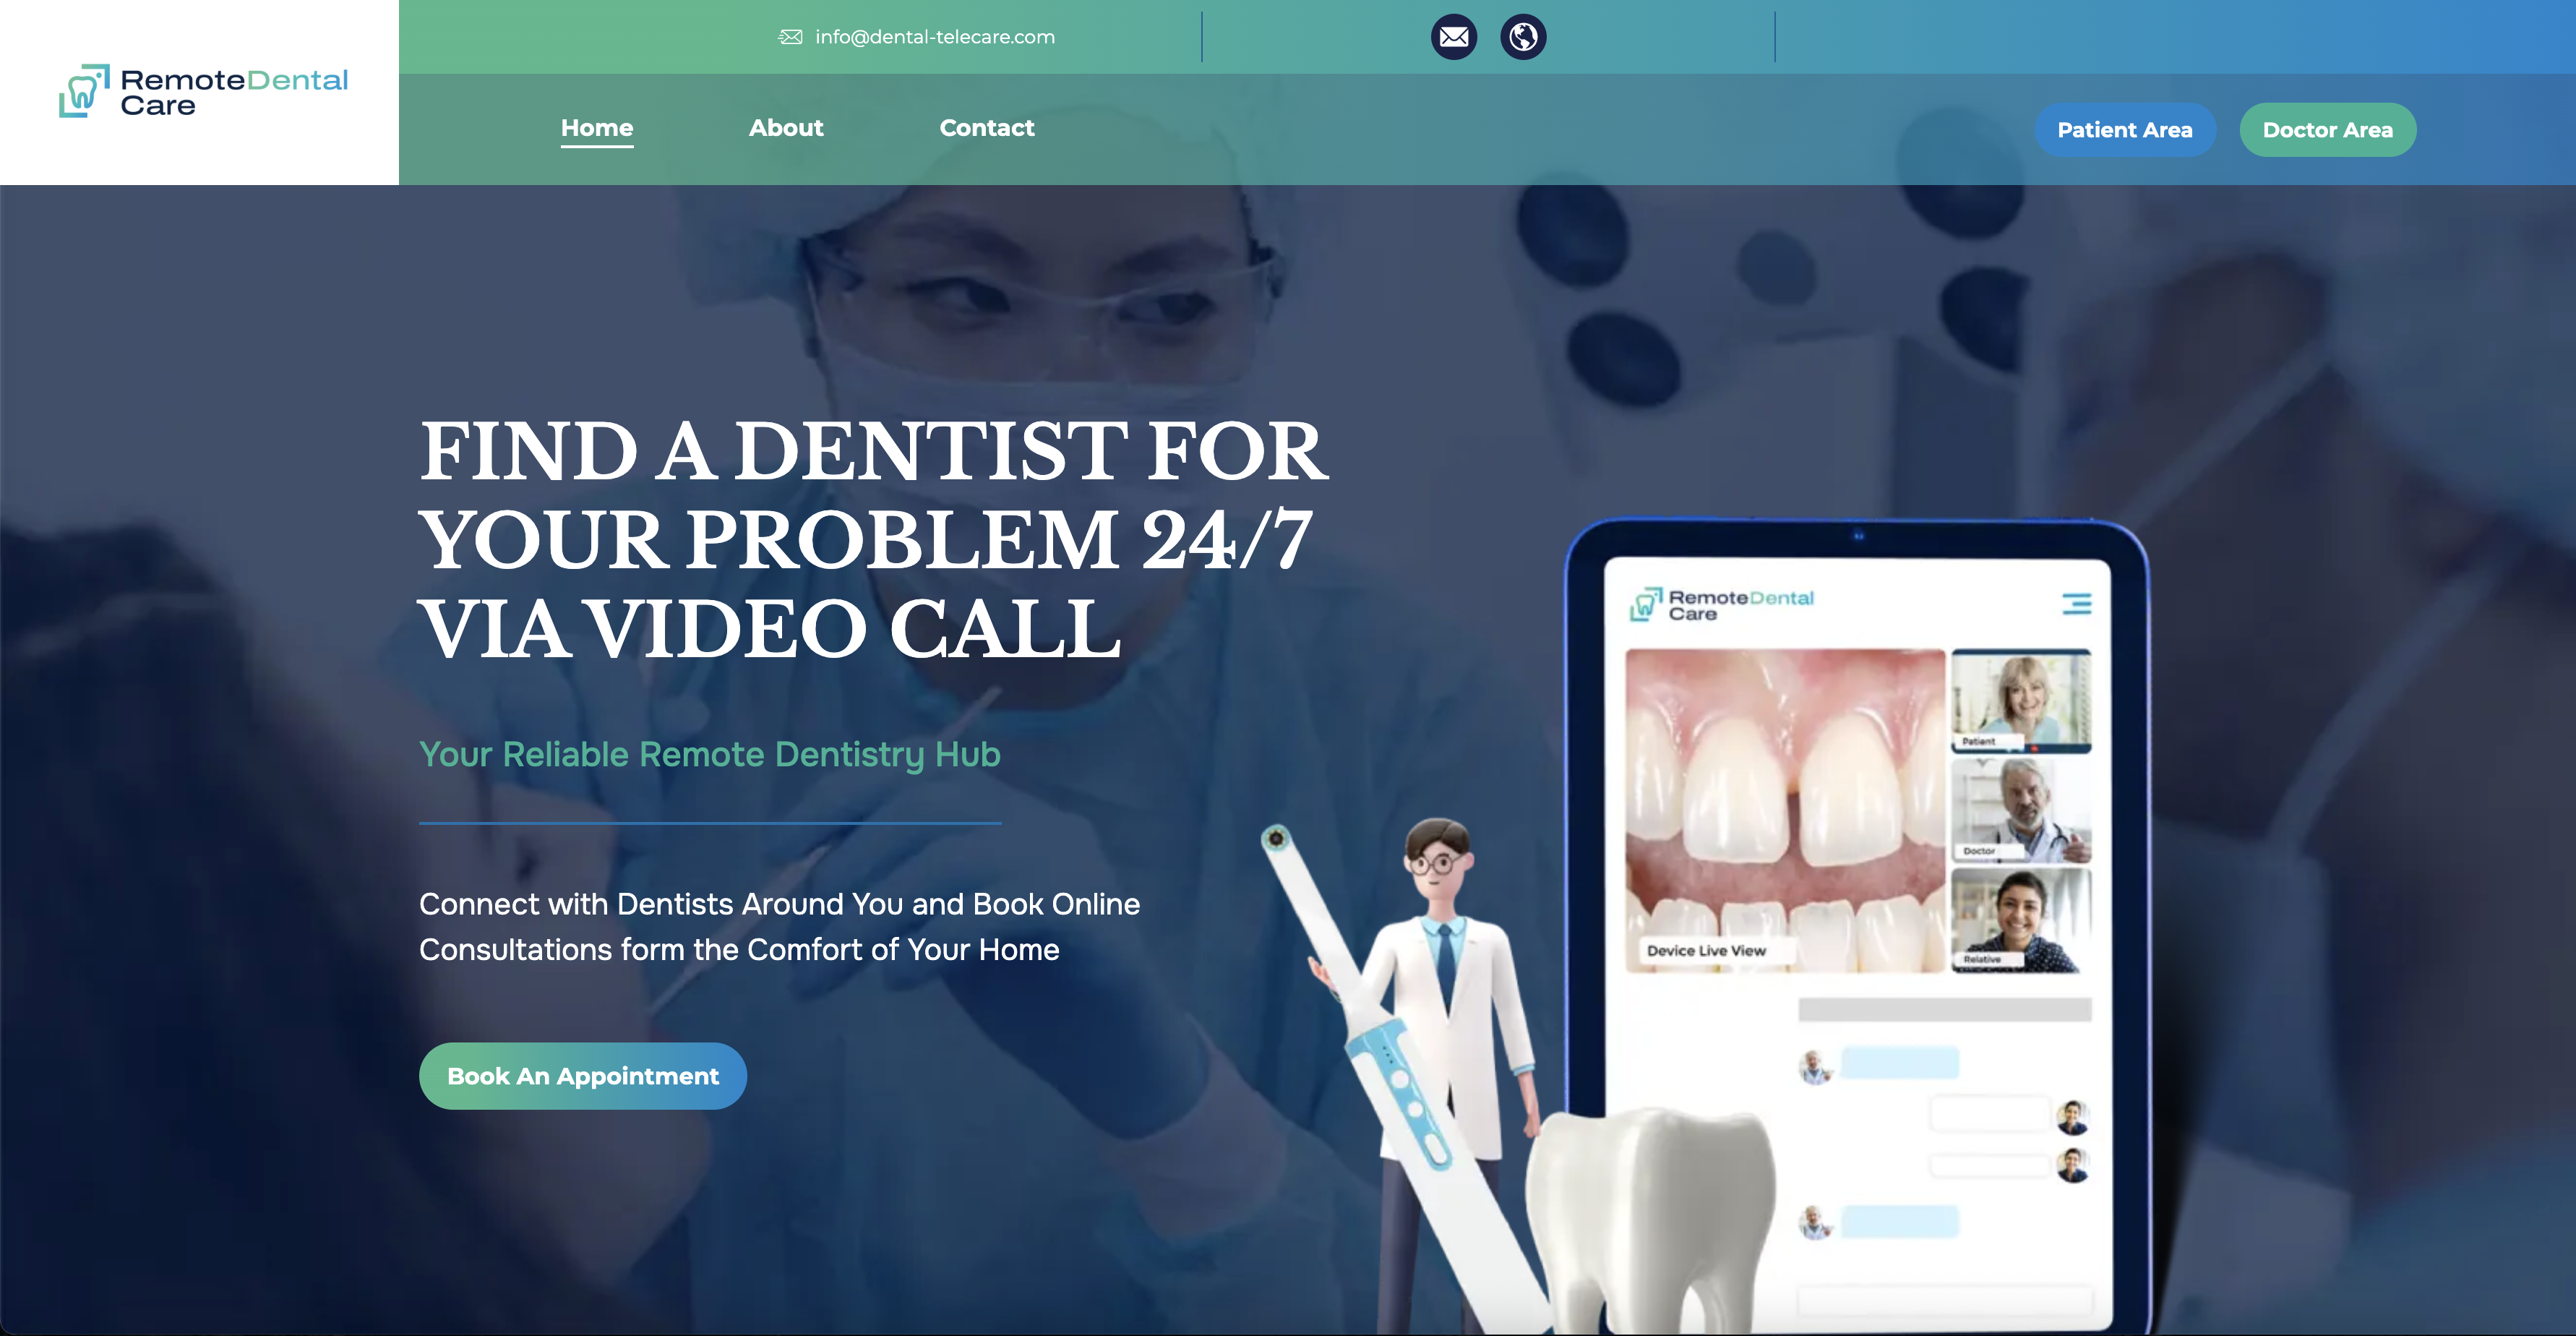 info@dental-telecare.com
RemoteDental
Care
Home
About
Contact
Patient Area
Doctor Area
FIND A DENTIST FOR
YOUR PROBLEM 24/7
VIA VIDEO CALL
Your Reliable Remote Dentistry Hub
Connect with Dentists Around You and Book Online
Consultations form the Comfort of Your Home
Book An Appointment
RemoteDental
Care
Patient
Doctor
Device Live View
Relative